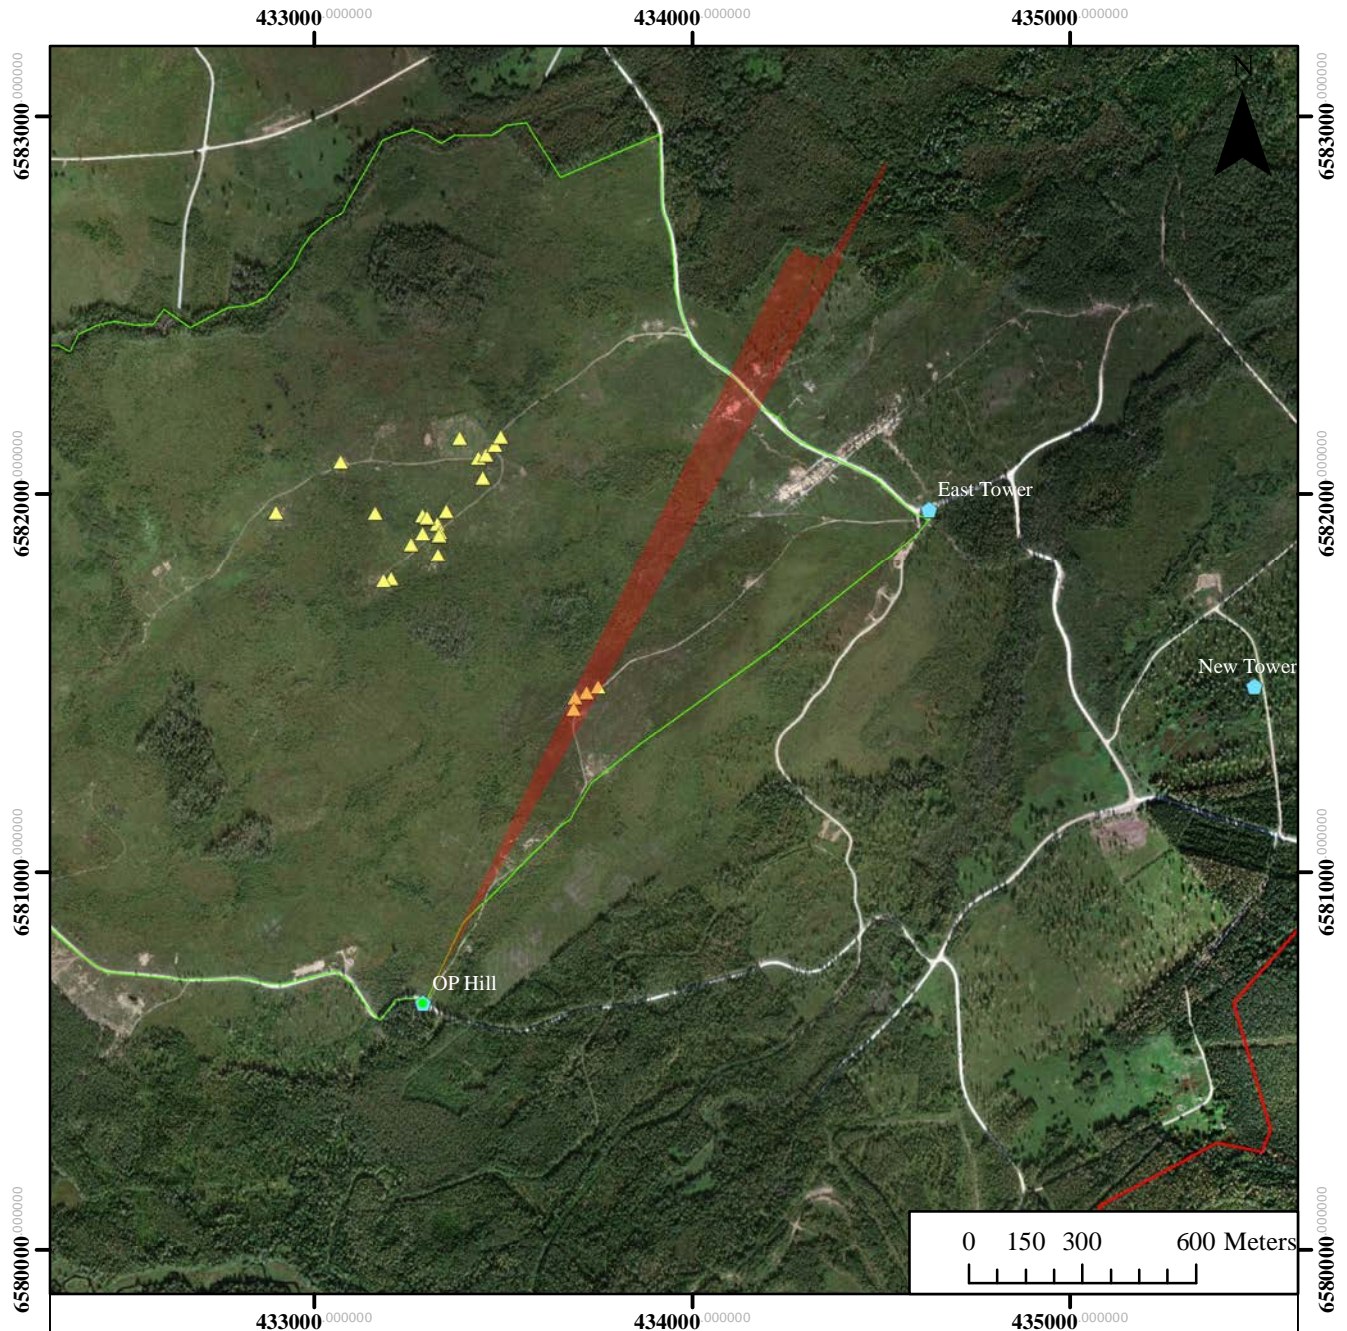 433000.000000 434000.000000 435000.000000
N
6583000.000000 6583000.000000
6582000.000000 6582000.000000
East Tower
New Tower
6581000.000000 6581000.000000
OP Hill
0 150 300 600 Meters
6580000.000000 6580000.000000
433000.000000 434000.000000 435000.000000